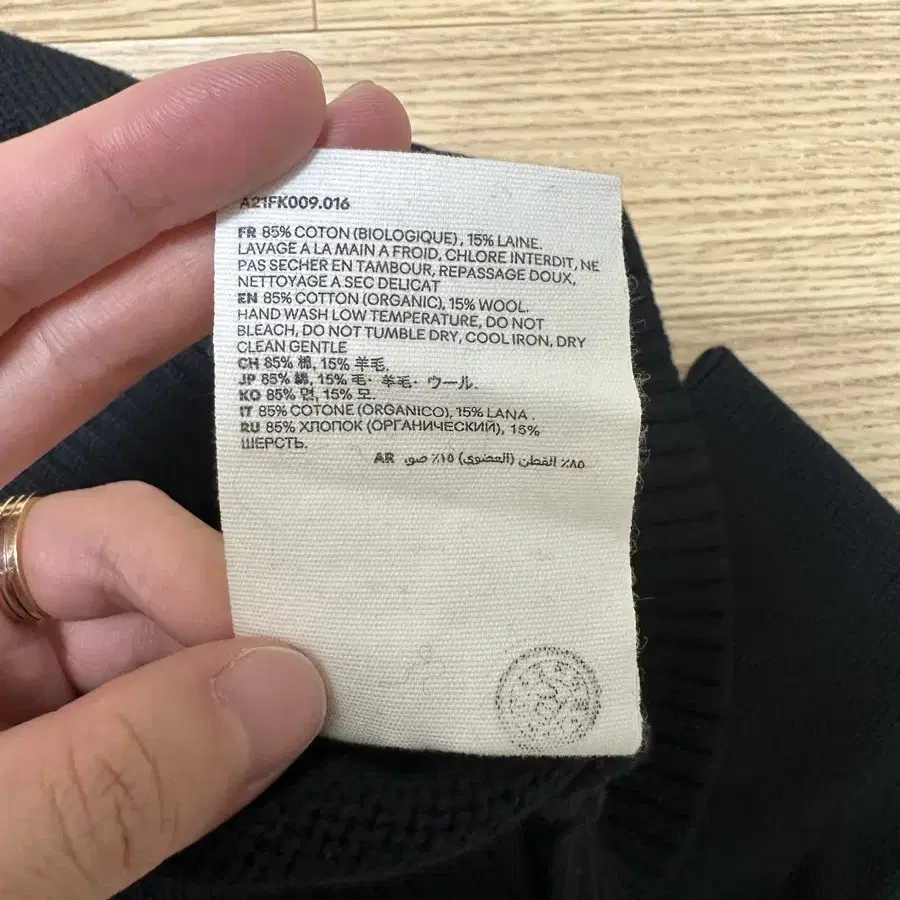 A21FK009.016
FR 85% COTON (BIOLOGIQUE), 15% LAINE.
LAVAGE À LA MAIN A FROID, CHLORE INTERDIT, NE
PAS SECHER EN TAMBOUR, REPASSAGE DOUX,
NETTOYAGE A SEC DELICAT
EN 85% COTTON (ORGANIC), 15% WOOL.
HAND WASH LOW TEMPERATURE, DO NOT
BLEACH, DO NOT TUMBLE DRY, COOL IRON, DRY
CLEAN GENTLE
CH 85% 棉, 15% 羊毛.
JP 85% 綿, 15% 毛・羊毛・ウール.
KO 85% 면, 15% 모.
IT 85% COTONE (ORGANICO), 15% LANA .
RU 85% ХЛОПОК (ОРГАНИЧЕСКИЙ), 15%
ШЕРСТЬ.
AR ٨٥٪ القطن (العضوي) ١٥٪ صو